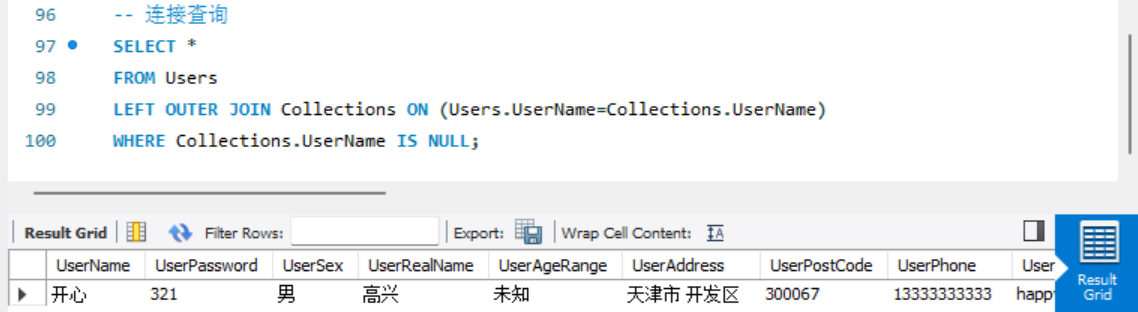 96 -- 连接查询
97 SELECT *
98 FROM Users
99 LEFT OUTER JOIN Collections ON (Users.UserName=Collections.UserName)
100 WHERE Collections.UserName IS NULL;
Result Grid Filter Rows: Export: Wrap Cell Content: IA
UserName UserPassword UserSex UserRealName UserAgeRange UserAddress UserPostCode UserPhone User
开心 321 男 高兴 未知 天津市 开发区 300067 13333333333 happ
Result
Grid